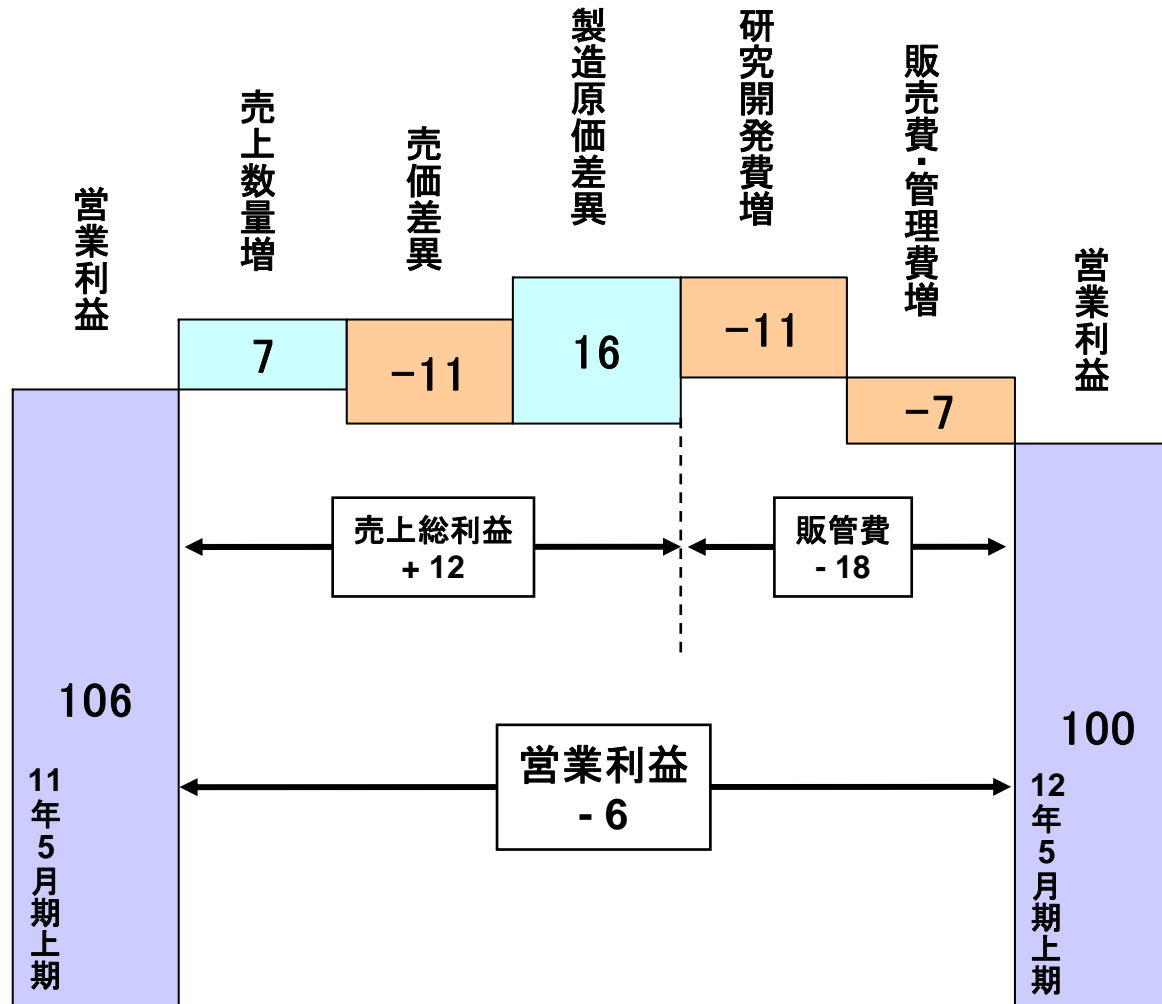 営業利益
売上数量増
売価差異
製造原価差異
研究開発費増
販売費・管理費増
営業利益
7
-11
16
-11
-7
売上総利益
+ 12
販管費
- 18
106
11年5月期上期
営業利益
- 6
100
12年5月期上期